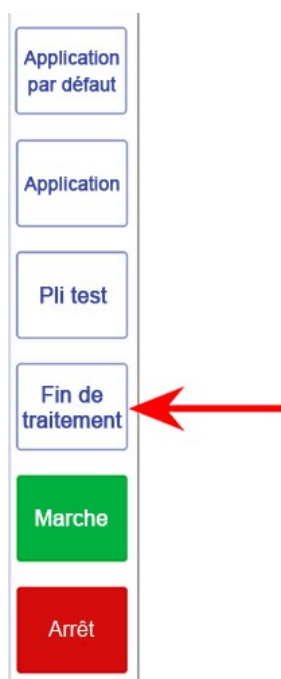 Application
par défaut
Application
Pli test
Fin de
traitement
Marche
Arrêt